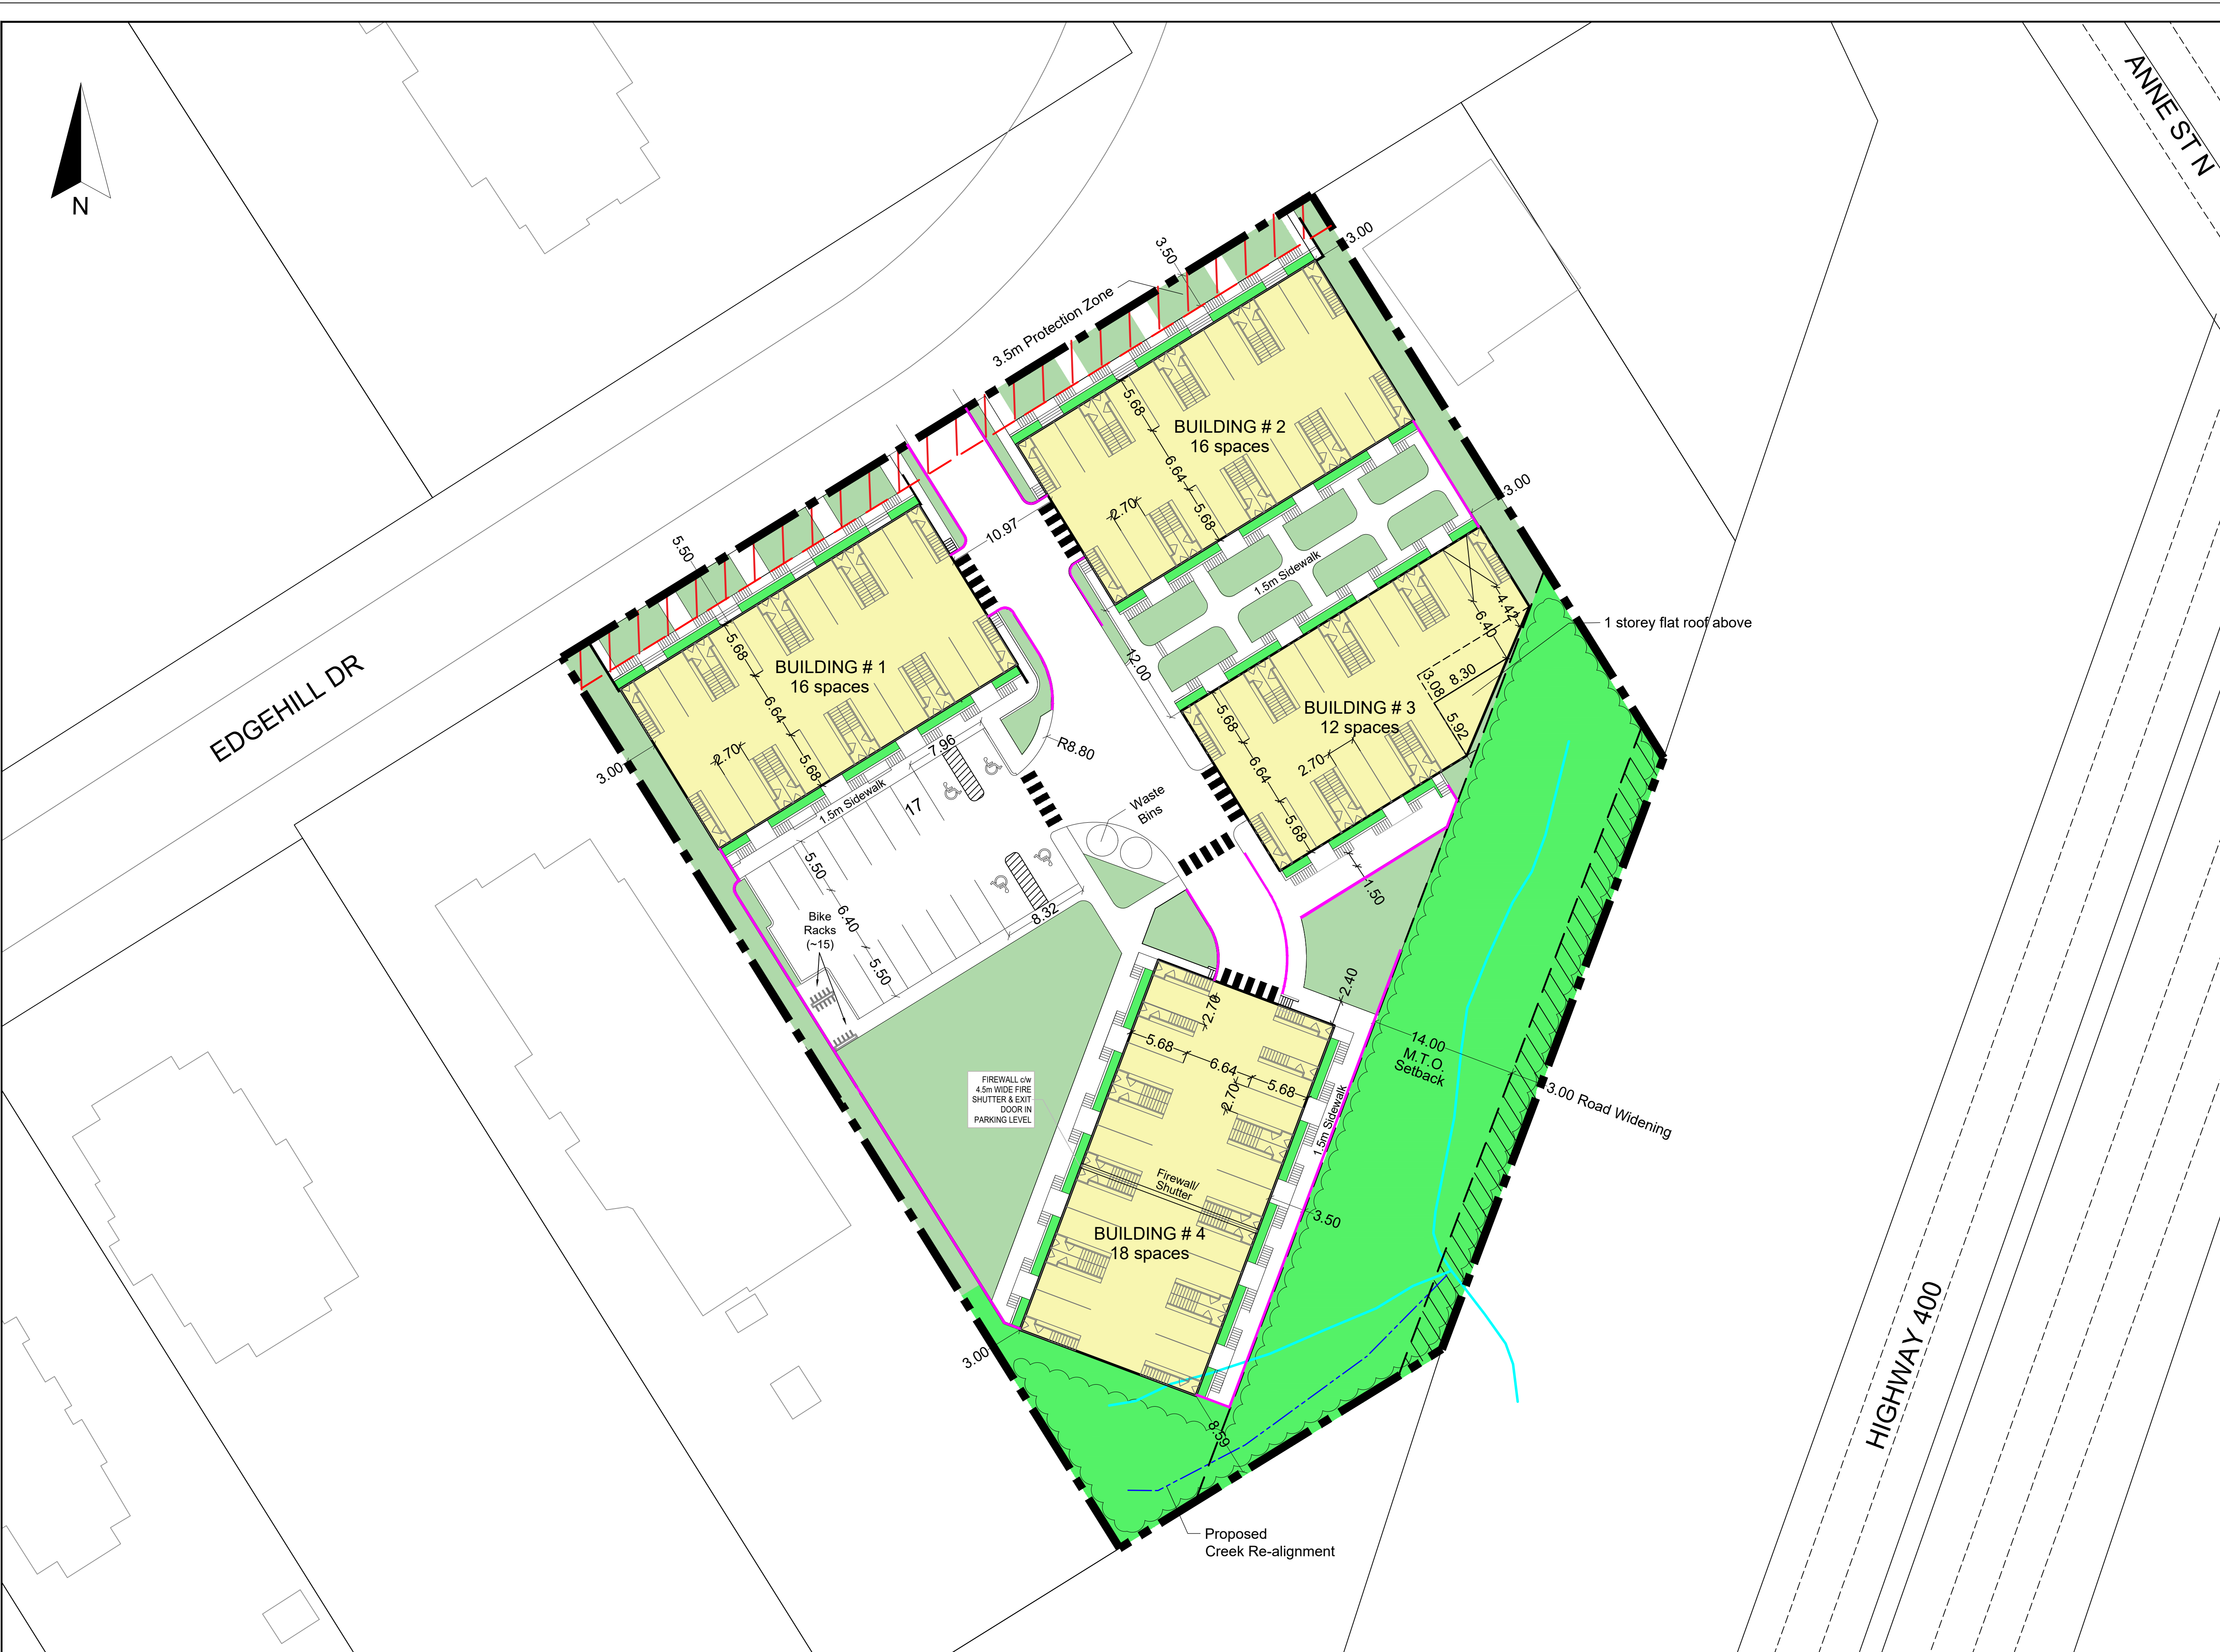 ANNE ST N
N
3.50
3.00
3.5m Protection Zone
5.68
BUILDING # 2
16 spaces
6.64
2.70
5.68
3.00
10.97
5.50
1.5m Sidewalk
4.42
6.40
1 storey flat roof above
EDGEHILL DR
5.68
BUILDING # 1
16 spaces
6.64
2.70
5.68
12.00
3.08
8.30
5.92
BUILDING # 3
12 spaces
5.68
6.64
2.70
5.68
3.00
7.96
R8.80
1.5m Sidewalk
17
Waste
Bins
5.50
6.40
5.50
8.32
1.50
Bike
Racks
(~15)
2.40
2.70
5.68
6.64
5.68
2.70
14.00
M.T.O.
Setback
3.00 Road Widening
FIREWALL c/w
4.5m WIDE FIRE
SHUTTER & EXIT
DOOR IN
PARKING LEVEL
1.5m Sidewalk
Firewall/
Shutter
3.50
BUILDING # 4
18 spaces
3.00
8.59
HIGHWAY 400
Proposed
Creek Re-alignment